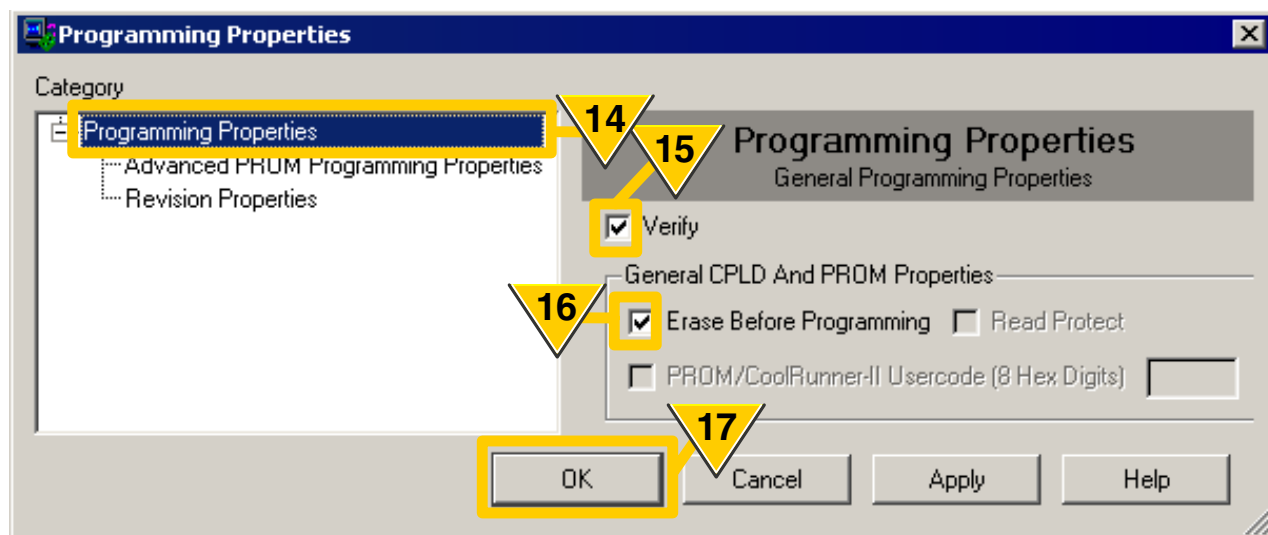 Programming Properties
Category
Programming Properties
Advanced PROM Programming Properties
Revision Properties
14
15
Programming Properties
General Programming Properties
Verify
General CPLD And PROM Properties
16
Erase Before Programming Read Protect
PROM/CoolRunner-II Usercode (8 Hex Digits)
17
OK Cancel Apply Help